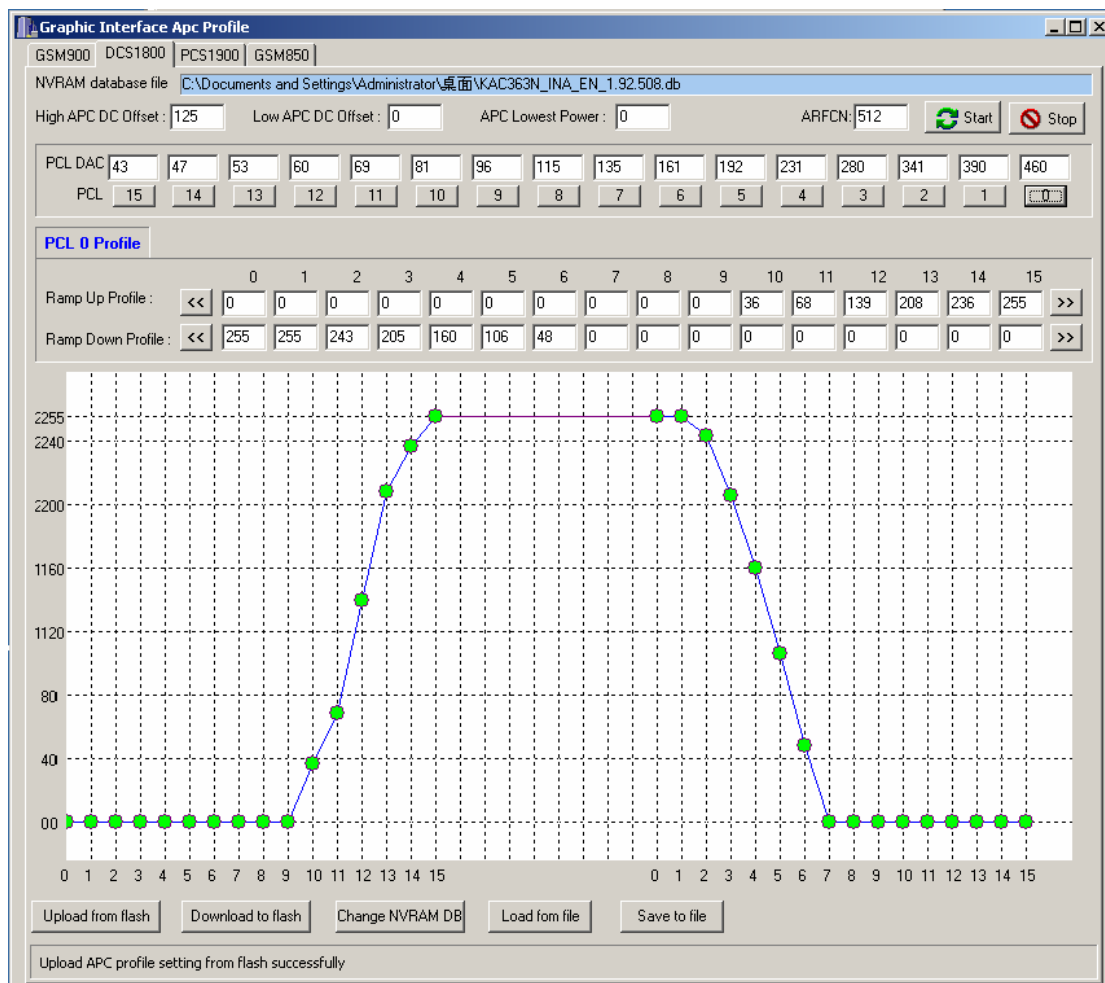 Graphic Interface Apc Profile
GSM900 DCS1800 PCS1900 GSM850
NVRAM database file C:\Documents and Settings\Administrator\桌面\KAC363N_INA_EN_1.92.508.db
High APC DC Offset : 125 Low APC DC Offset : 0 APC Lowest Power : 0 ARFCN: 512 Start Stop
PCL DAC 43 47 53 60 69 81 96 115 135 161 192 231 280 341 390 460
PCL 15 14 13 12 11 10 9 8 7 6 5 4 3 2 1 0
PCL 0 Profile
0 1 2 3 4 5 6 7 8 9 10 11 12 13 14 15
Ramp Up Profile : << 0 0 0 0 0 0 0 0 0 0 36 68 139 208 236 255 >>
Ramp Down Profile : << 255 255 243 205 160 106 48 0 0 0 0 0 0 0 0 0 >>
2255
2240
2200
1160
1120
80
40
00
0 1 2 3 4 5 6 7 8 9 10 11 12 13 14 15 0 1 2 3 4 5 6 7 8 9 10 11 12 13 14 15
Upload from flash Download to flash Change NVRAM DB Load fom file Save to file
Upload APC profile setting from flash successfully